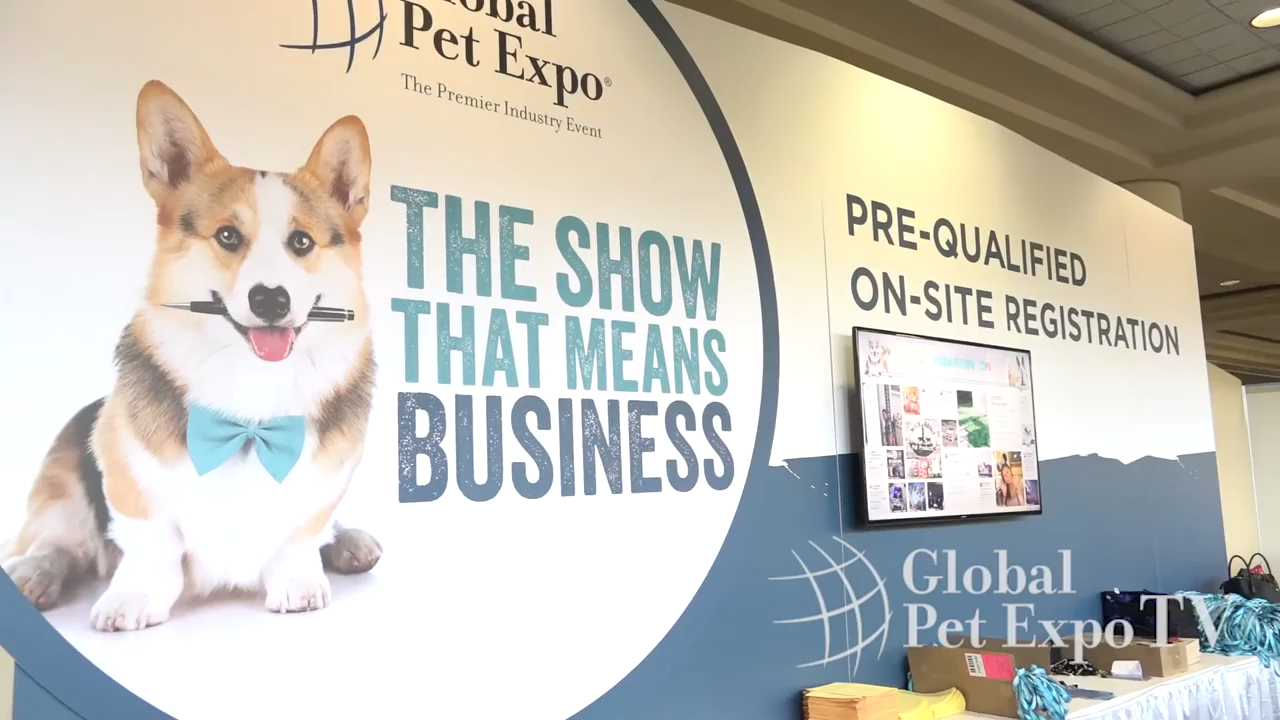 Global
Pet Expo®
The Premier Industry Event
THE SHOW
THAT MEANS
BUSINESS
PRE-QUALIFIED
ON-SITE REGISTRATION
Global
Pet Expo TV